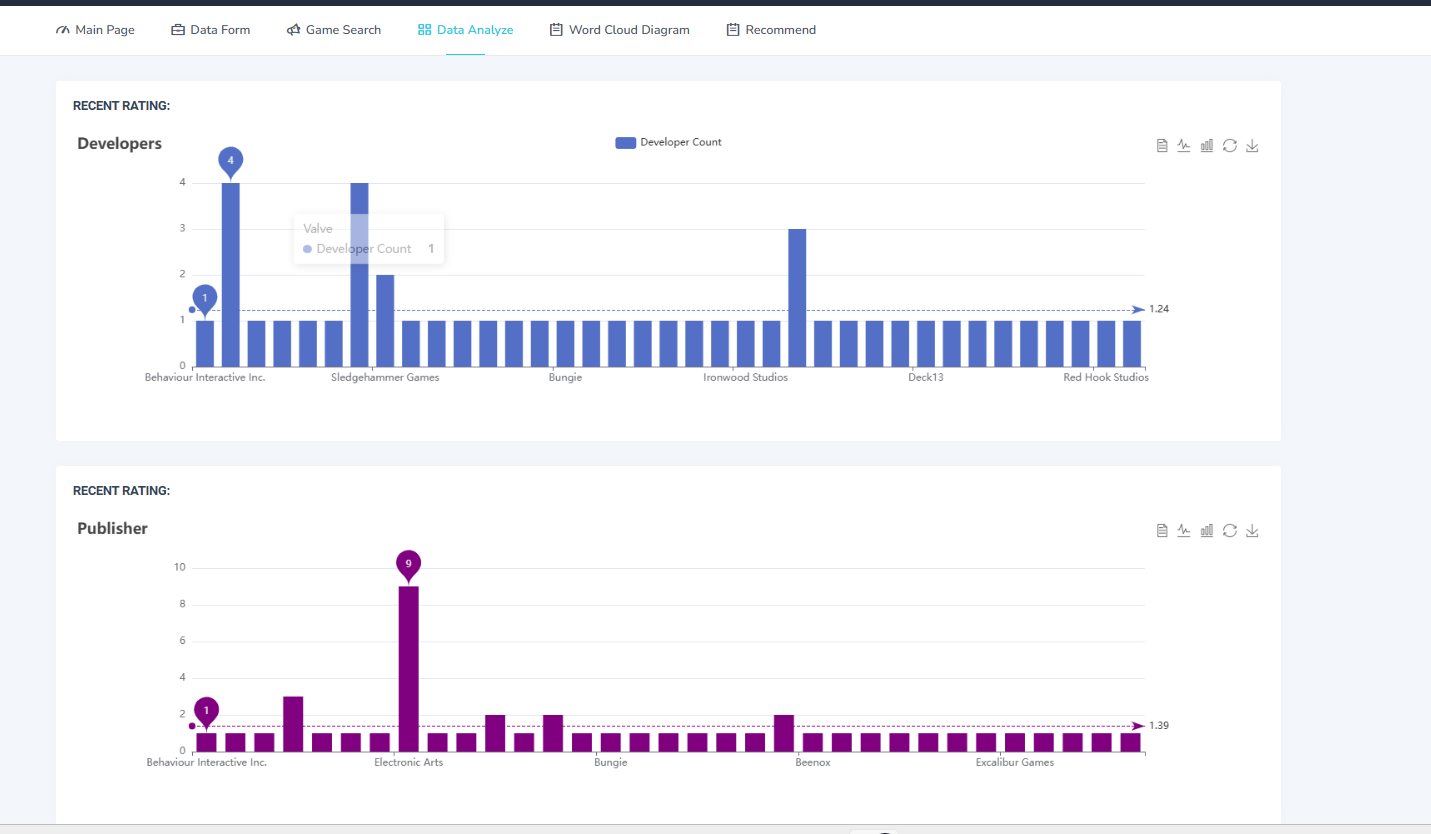 Main Page Data Form Game Search Data Analyze Word Cloud Diagram Recommend
RECENT RATING:
Developers
Developer Count
4
4
3
2
1
0
Valve
Developer Count 1
1
1.24
Behaviour Interactive Inc. Sledgehammer Games Bungie Ironwood Studios Deck13 Red Hook Studios
RECENT RATING:
Publisher
9
10
8
6
4
2
0
1
1.39
Behaviour Interactive Inc. Electronic Arts Bungie Beenox Excalibur Games